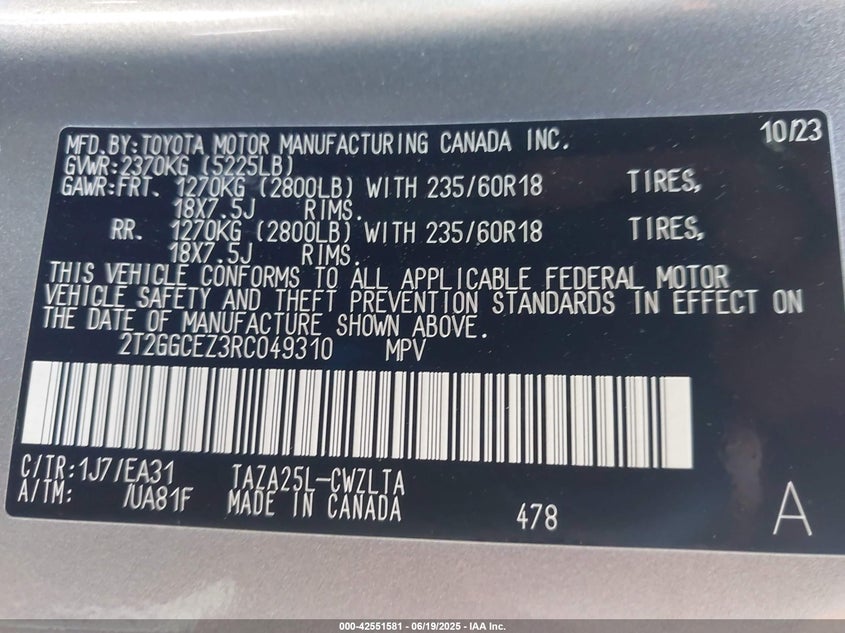 MFD.BY:TOYOTA MOTOR MANUFACTURING CANADA INC. 10/23
GVWR:2370KG (5225LB)
GAWR:FRT. 1270KG (2800LB) WITH 235/60R18 TIRES,
18X7.5J RIMS.
RR. 1270KG (2800LB) WITH 235/60R18 TIRES,
18X7.5J RIMS.
THIS VEHICLE CONFORMS TO ALL APPLICABLE FEDERAL MOTOR
VEHICLE SAFETY AND THEFT PREVENTION STANDARDS IN EFFECT ON
THE DATE OF MANUFACTURE SHOWN ABOVE.
2T2GGCEZ3RC049310 MPV
C/TR:1J7/EA31 TAZA25L-CWZLTA
A/TM: /UA81F MADE IN CANADA 478 A
000-42551581 / 06/19/2025 - IAA Inc.